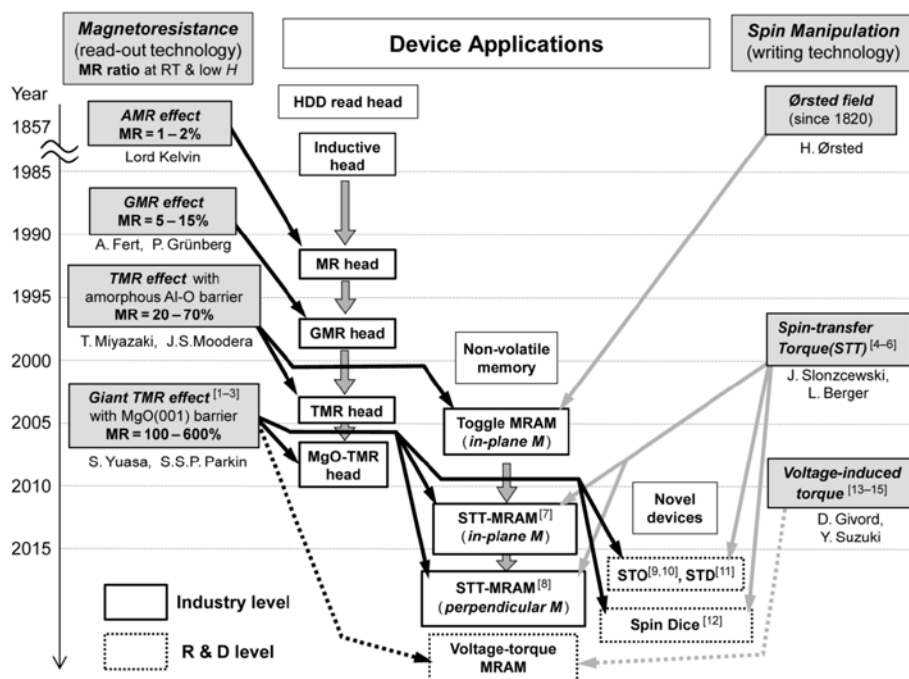 Magnetoresistance
(read-out technology)
MR ratio at RT & low H
Device Applications
Spin Manipulation
(writing technology)
Year
1857
1985
1990
1995
2000
2005
2010
2015
AMR effect
MR = 1 – 2%
Lord Kelvin
GMR effect
MR = 5 – 15%
A. Fert, P. Grünberg
TMR effect with
amorphous Al-O barrier
MR = 20 – 70%
T. Miyazaki, J.S.Moodera
Giant TMR effect [1–3]
with MgO(001) barrier
MR = 100 – 600%
S. Yuasa, S.S.P. Parkin
HDD read head
Inductive
head
MR head
GMR head
TMR head
MgO-TMR
head
Non-volatile
memory
Toggle MRAM
(in-plane M)
STT-MRAM[7]
(in-plane M)
STT-MRAM[8]
(perpendicular M)
Voltage-torque
MRAM
Novel
devices
STO[9,10], STD[11]
Spin Dice [12]
Ørsted field
(since 1820)
H. Ørsted
Spin-transfer
Torque(STT) [4–6]
J. Slonzcewski,
L. Berger
Voltage-induced
torque [13–15]
D. Givord,
Y. Suzuki
Industry level
R & D level